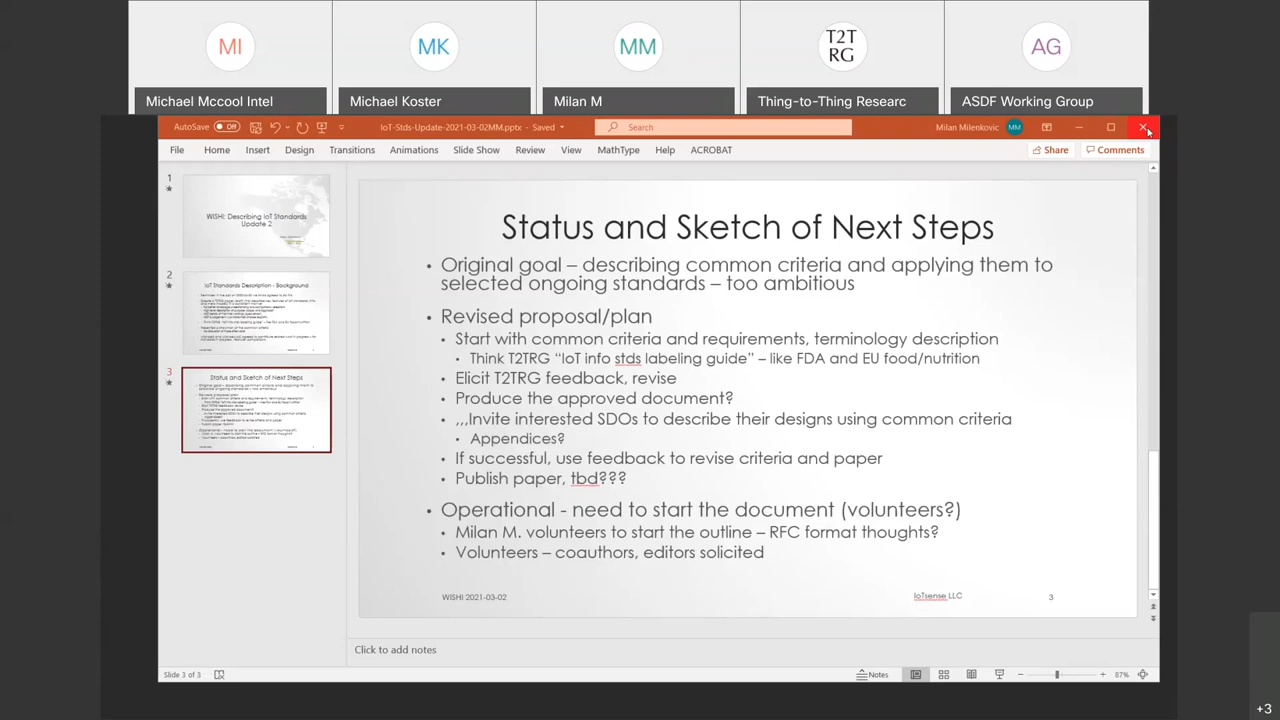 MI
MK
MM
T2T
RG
AG
Michael Mccool Intel
Michael Koster
Milan M
Thing-to-Thing Researc
ASDF Working Group
AutoSave
Off
IoT-Stds-Update-2021-03-02MM.pptx - Saved
Search
Milan Milenkovic
MM
File
Home
Insert
Design
Transitions
Animations
Slide Show
Review
View
MathType
Help
ACROBAT
Share
Comments
1
WISHI: Describing IoT Standards
Update 2
2
IoT Standards Description - Background
3
Status and Sketch of Next Steps
Status and Sketch of Next Steps
• Original goal – describing common criteria and applying them to
selected ongoing standards – too ambitious
• Revised proposal/plan
• Start with common criteria and requirements, terminology description
• Think T2TRG “IoT info stds labeling guide” – like FDA and EU food/nutrition
• Elicit T2TRG feedback, revise
• Produce the approved document?
• ,,,Invite interested SDOs to describe their designs using common criteria
• Appendices?
• If successful, use feedback to revise criteria and paper
• Publish paper, tbd???
• Operational - need to start the document (volunteers?)
• Milan M. volunteers to start the outline – RFC format thoughts?
• Volunteers – coauthors, editors solicited
WISHI 2021-03-02
IoTsense LLC
3
Click to add notes
Slide 3 of 3
Notes
87%
+3